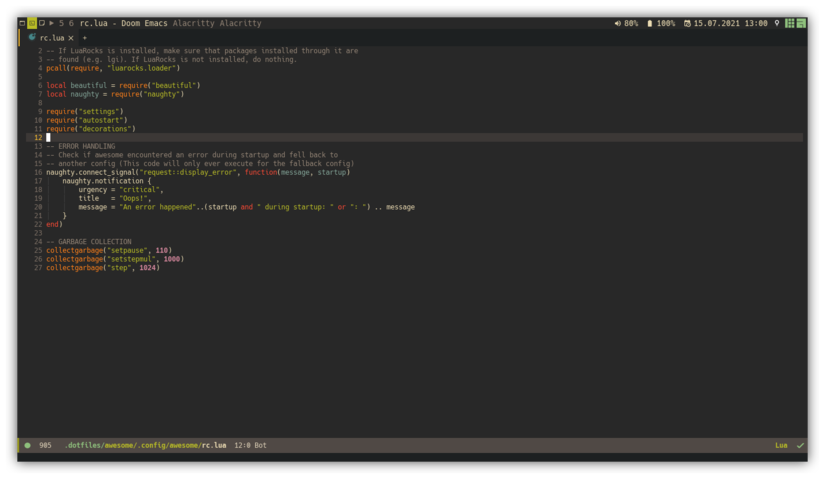 5 6 rc.lua - Doom Emacs Alacritty Alacritty 80% 100% 15.07.2021 13:00
rc.lua × +
2 -- If LuaRocks is installed, make sure that packages installed through it are
3 -- found (e.g. lgi). If LuaRocks is not installed, do nothing.
4 pcall(require, "luarocks.loader")
5
6 local beautiful = require("beautiful")
7 local naughty = require("naughty")
8
9 require("settings")
10 require("autostart")
11 require("decorations")
12
13 -- ERROR HANDLING
14 -- Check if awesome encountered an error during startup and fell back to
15 -- another config (This code will only ever execute for the fallback config)
16 naughty.connect_signal("request::display_error", function(message, startup)
17     naughty.notification {
18         urgency = "critical",
19         title   = "Oops!",
20         message = "An error happened"..(startup and " during startup: " or ": ") .. message
21     }
22 end)
23
24 -- GARBAGE COLLECTION
25 collectgarbage("setpause", 110)
26 collectgarbage("setstepmul", 1000)
27 collectgarbage("step", 1024)
905 .dotfiles/awesome/.config/awesome/rc.lua 12:0 Bot Lua